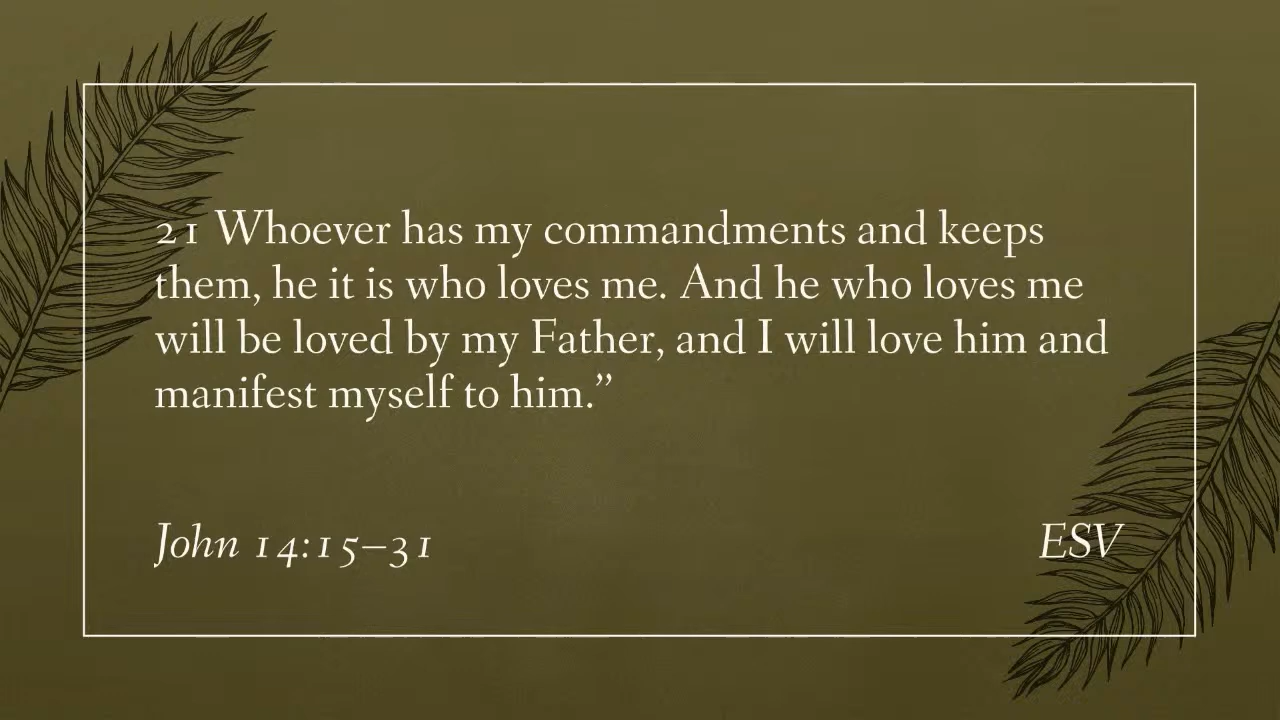 21 Whoever has my commandments and keeps
them, he it is who loves me. And he who loves me
will be loved by my Father, and I will love him and
manifest myself to him.”
John 14:15–31
ESV